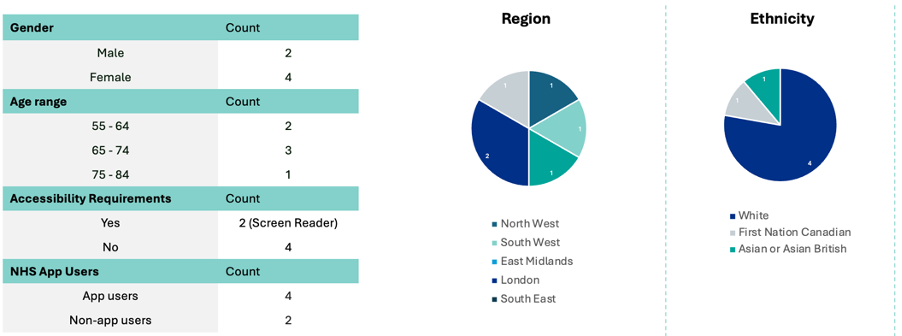 Gender Count
Male 2
Female 4
Age range Count
55 - 64 2
65 - 74 3
75 - 84 1
Accessibility Requirements Count
Yes 2 (Screen Reader)
No 4
NHS App Users Count
App users 4
Non-app users 2
Region
1 1
1
2
1
North West
South West
East Midlands
London
South East
Ethnicity
1
1
4
White
First Nation Canadian
Asian or Asian British